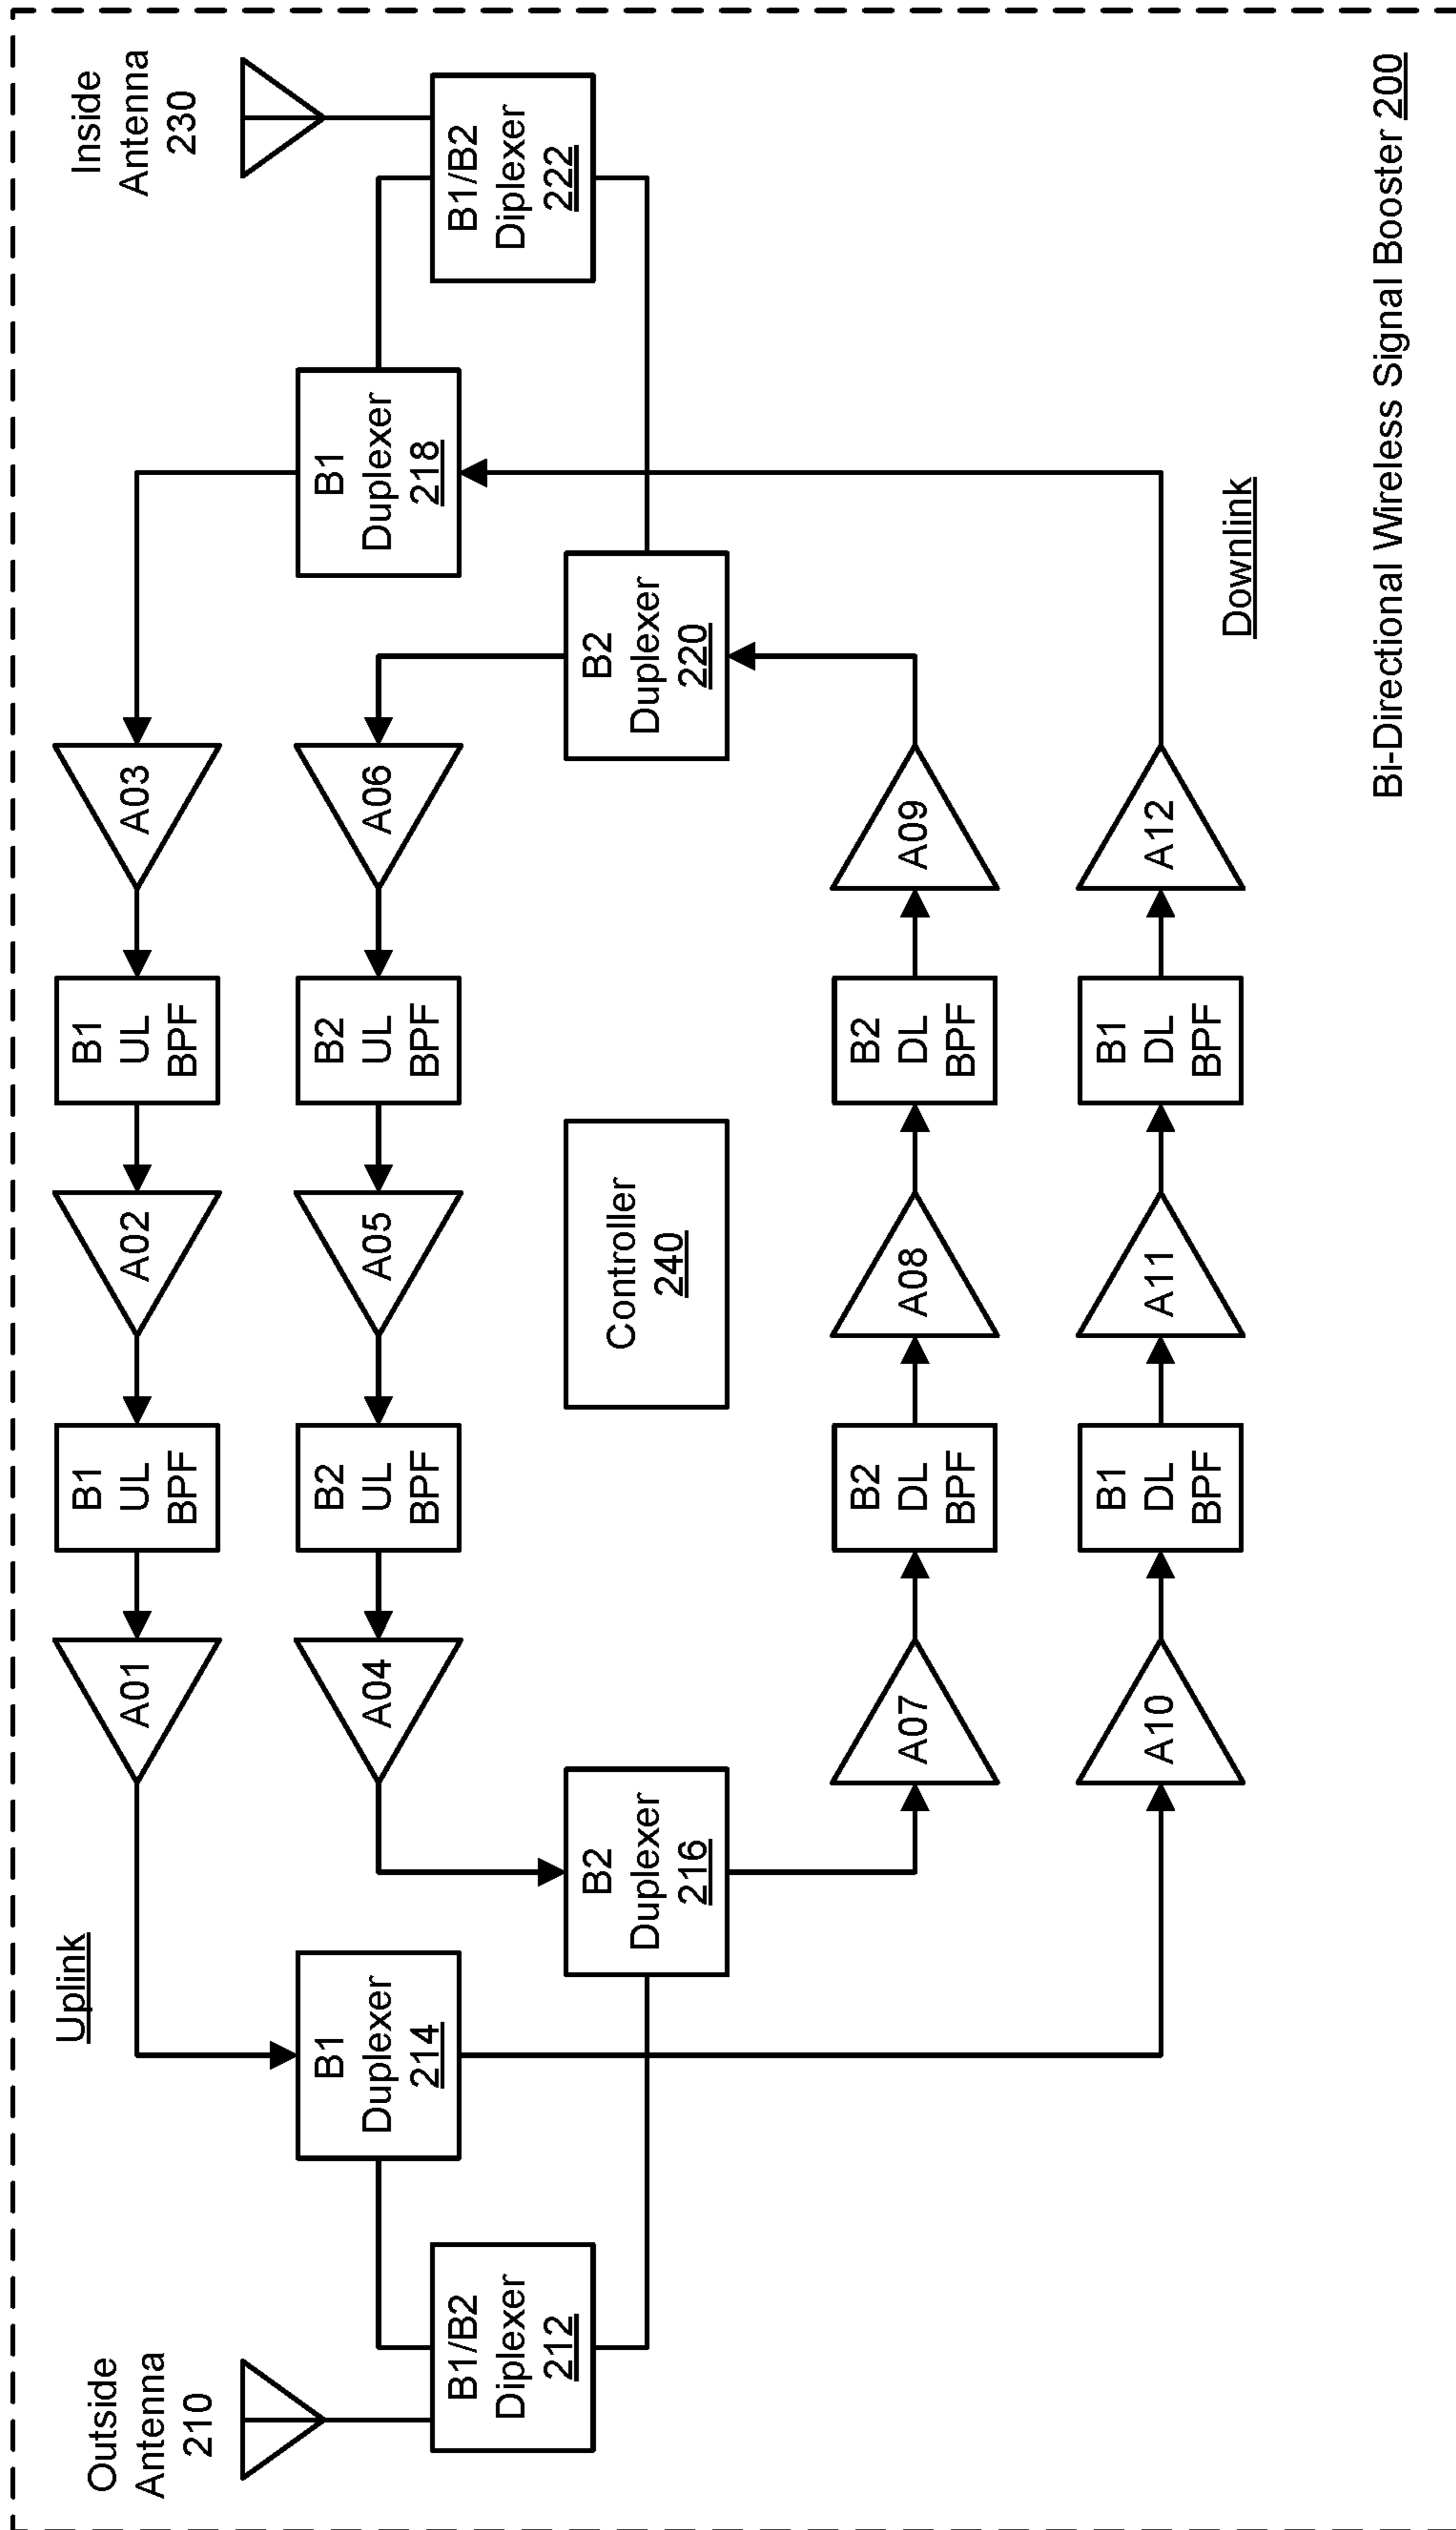 Outside
Antenna
210
Uplink
Inside
Antenna
230
A01
B1
UL
BPF
A02
B1
UL
BPF
A03
B1/B2
Diplexer
212
B1
Duplexer
214
A04
B2
UL
BPF
A05
B2
UL
BPF
A06
B1
Duplexer
218
B1/B2
Diplexer
222
B2
Duplexer
216
Controller
240
B2
Duplexer
220
A07
B2
DL
BPF
A08
B2
DL
BPF
A09
A10
B1
DL
BPF
A11
B1
DL
BPF
A12
Downlink
Bi-Directional Wireless Signal Booster 200